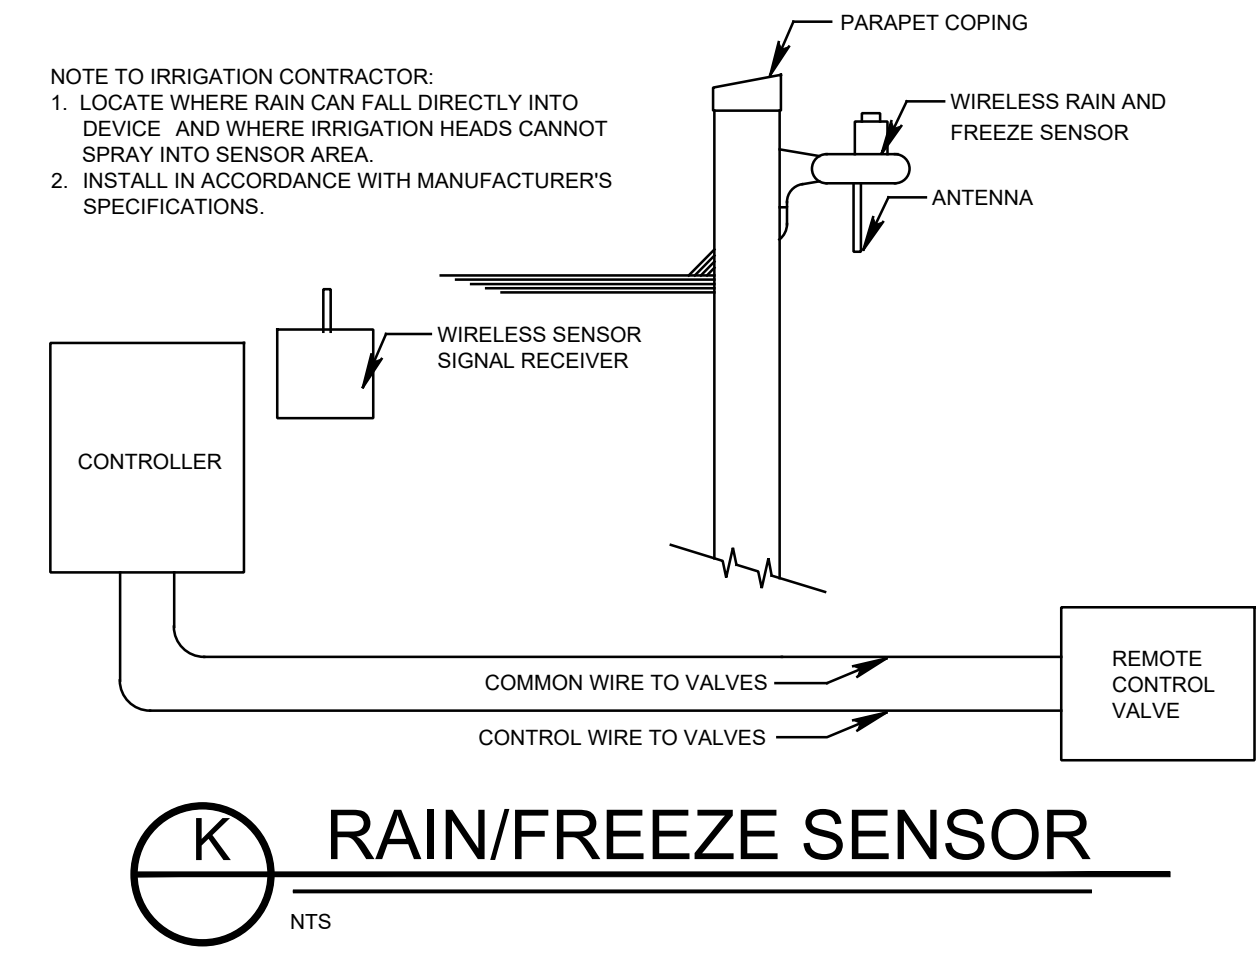 PARAPET COPING
NOTE TO IRRIGATION CONTRACTOR:
1. LOCATE WHERE RAIN CAN FALL DIRECTLY INTO
DEVICE AND WHERE IRRIGATION HEADS CANNOT
SPRAY INTO SENSOR AREA.
2. INSTALL IN ACCORDANCE WITH MANUFACTURER'S
SPECIFICATIONS.
WIRELESS RAIN AND
FREEZE SENSOR
ANTENNA
WIRELESS SENSOR
SIGNAL RECEIVER
CONTROLLER
COMMON WIRE TO VALVES
CONTROL WIRE TO VALVES
REMOTE
CONTROL
VALVE
K
RAIN/FREEZE SENSOR
NTS